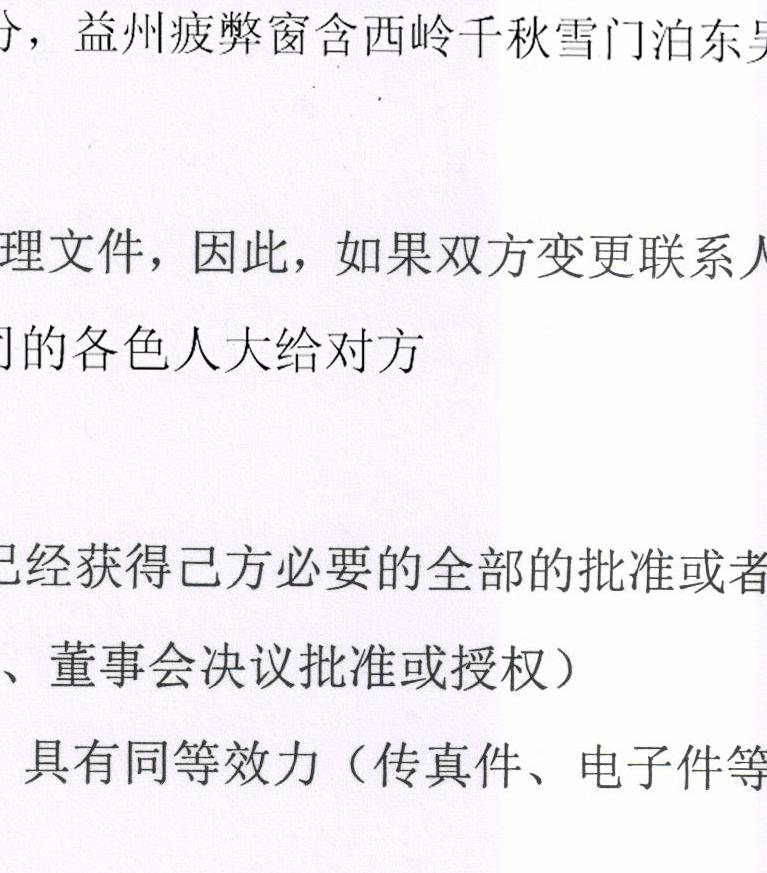 分，益州疲弊窗含西岭千秋雪门泊东吴
理文件，因此，如果双方变更联系人
的各色人大给对方
已经获得己方必要的全部的批准或者
、董事会决议批准或授权）
具有同等效力（传真件、电子件等